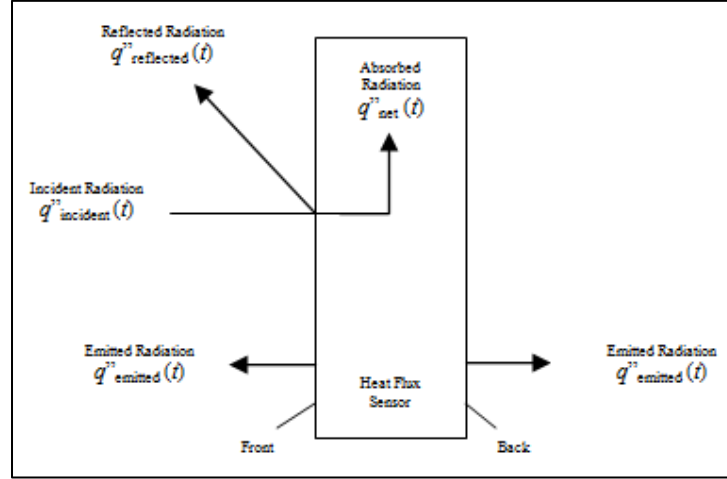 Reflected Radiation
q”reflected(t)
Absorbed
Radiation
q”net(t)
Incident Radiation
q”incident(t)
Emitted Radiation
q”emitted(t)
Emitted Radiation
q”emitted(t)
Heat Flux
Sensor
Front
Back